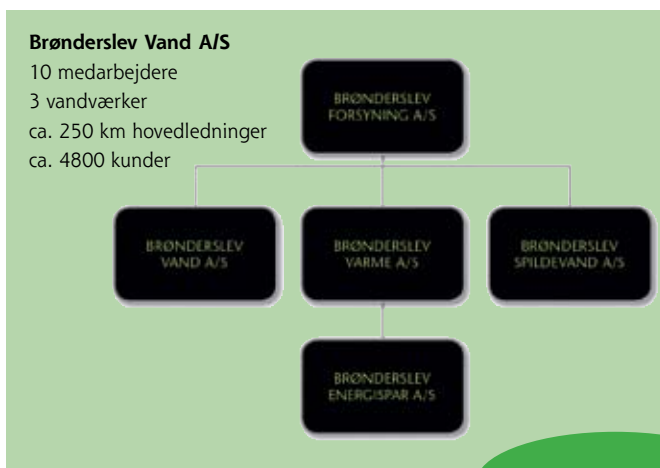 Brønderslev Vand A/S
10 medarbejdere
3 vandværker
ca. 250 km hovedledninger
ca. 4800 kunder
BRØNDERSLEV
FORSYNING A/S
BRØNDERSLEV
VAND A/S
BRØNDERSLEV
VARME A/S
BRØNDERSLEV
SPILDEVAND A/S
BRØNDERSLEV
ENERGISPAR A/S